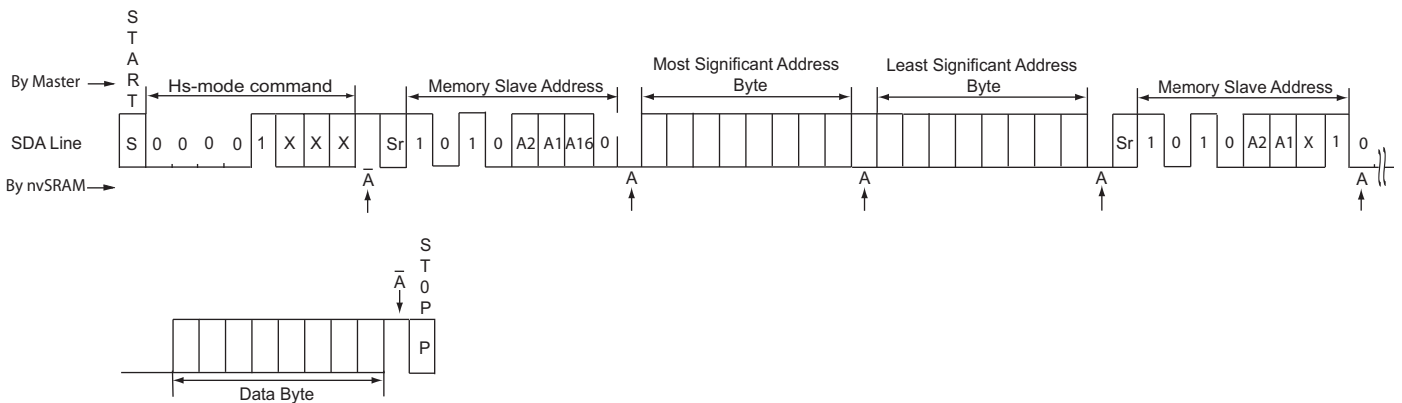 START
By Master
Hs-mode command
Memory Slave Address
Most Significant Address
Byte
Least Significant Address
Byte
Memory Slave Address
SDA Line
S 0 0 0 0 1 X X X Sr 1 0 1 0 A2 A1 A16 0 Sr 1 0 1 0 A2 A1 X 1 0
By nvSRAM
A̅ A A A A
A̅
ST0P
P
Data Byte